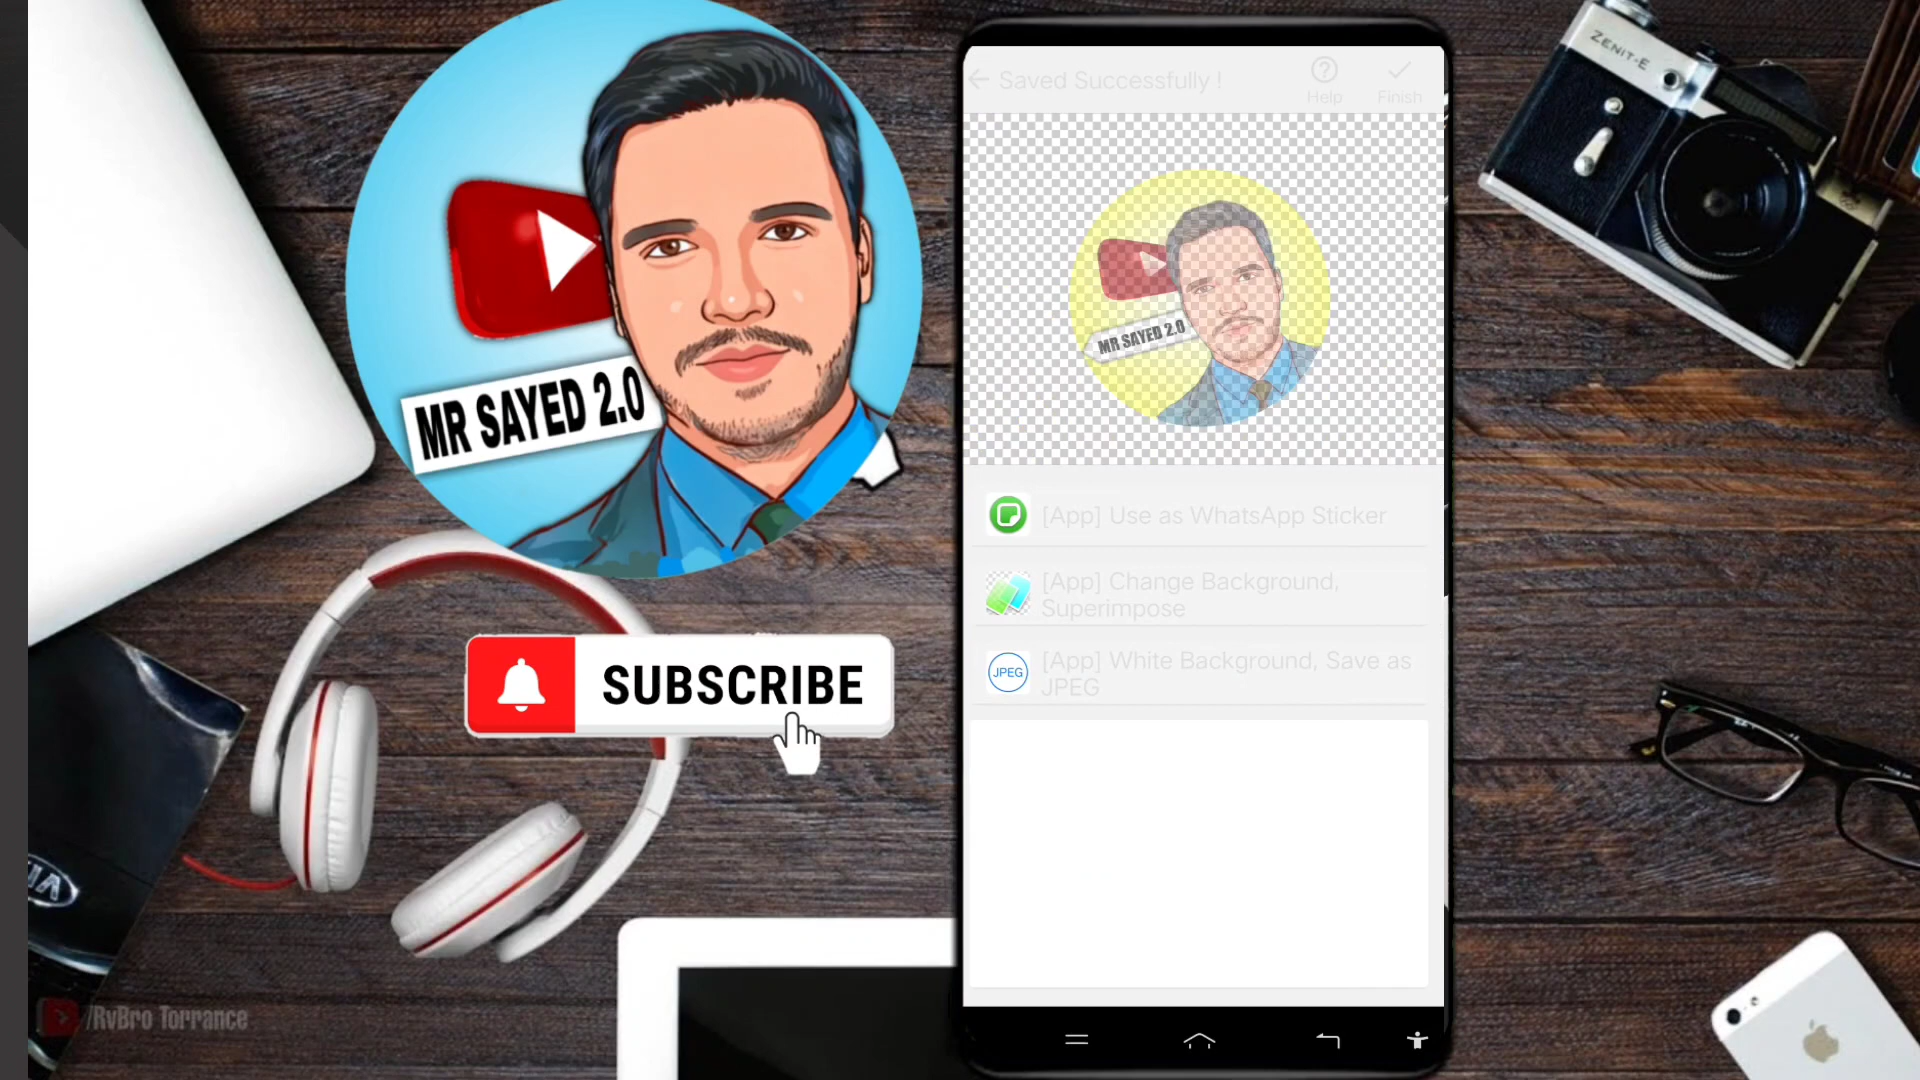 MR SAYED 2.0
SUBSCRIBE
/RvBro Torrance
Saved Successfully !
Help
Finish
MR SAYED 2.0
[App] Use as WhatsApp Sticker
[App] Change Background,
Superimpose
JPEG
[App] White Background, Save as
JPEG
ZENIT-E